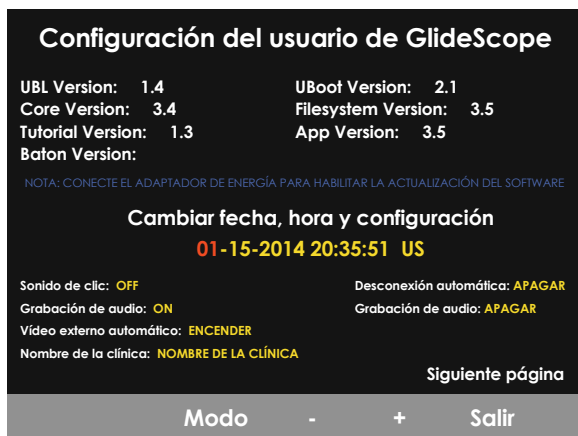 Configuración del usuario de GlideScope
UBL Version: 1.4 UBoot Version: 2.1
Core Version: 3.4 Filesystem Version: 3.5
Tutorial Version: 1.3 App Version: 3.5
Baton Version:
NOTA: CONECTE EL ADAPTADOR DE ENERGÍA PARA HABILITAR LA ACTUALIZACIÓN DEL SOFTWARE
Cambiar fecha, hora y configuración
01-15-2014 20:35:51 US
Sonido de clic: OFF Desconexión automática: APAGAR
Grabación de audio: ON Grabación de audio: APAGAR
Vídeo externo automático: ENCENDER
Nombre de la clínica: NOMBRE DE LA CLÍNICA
Siguiente página
Modo - + Salir